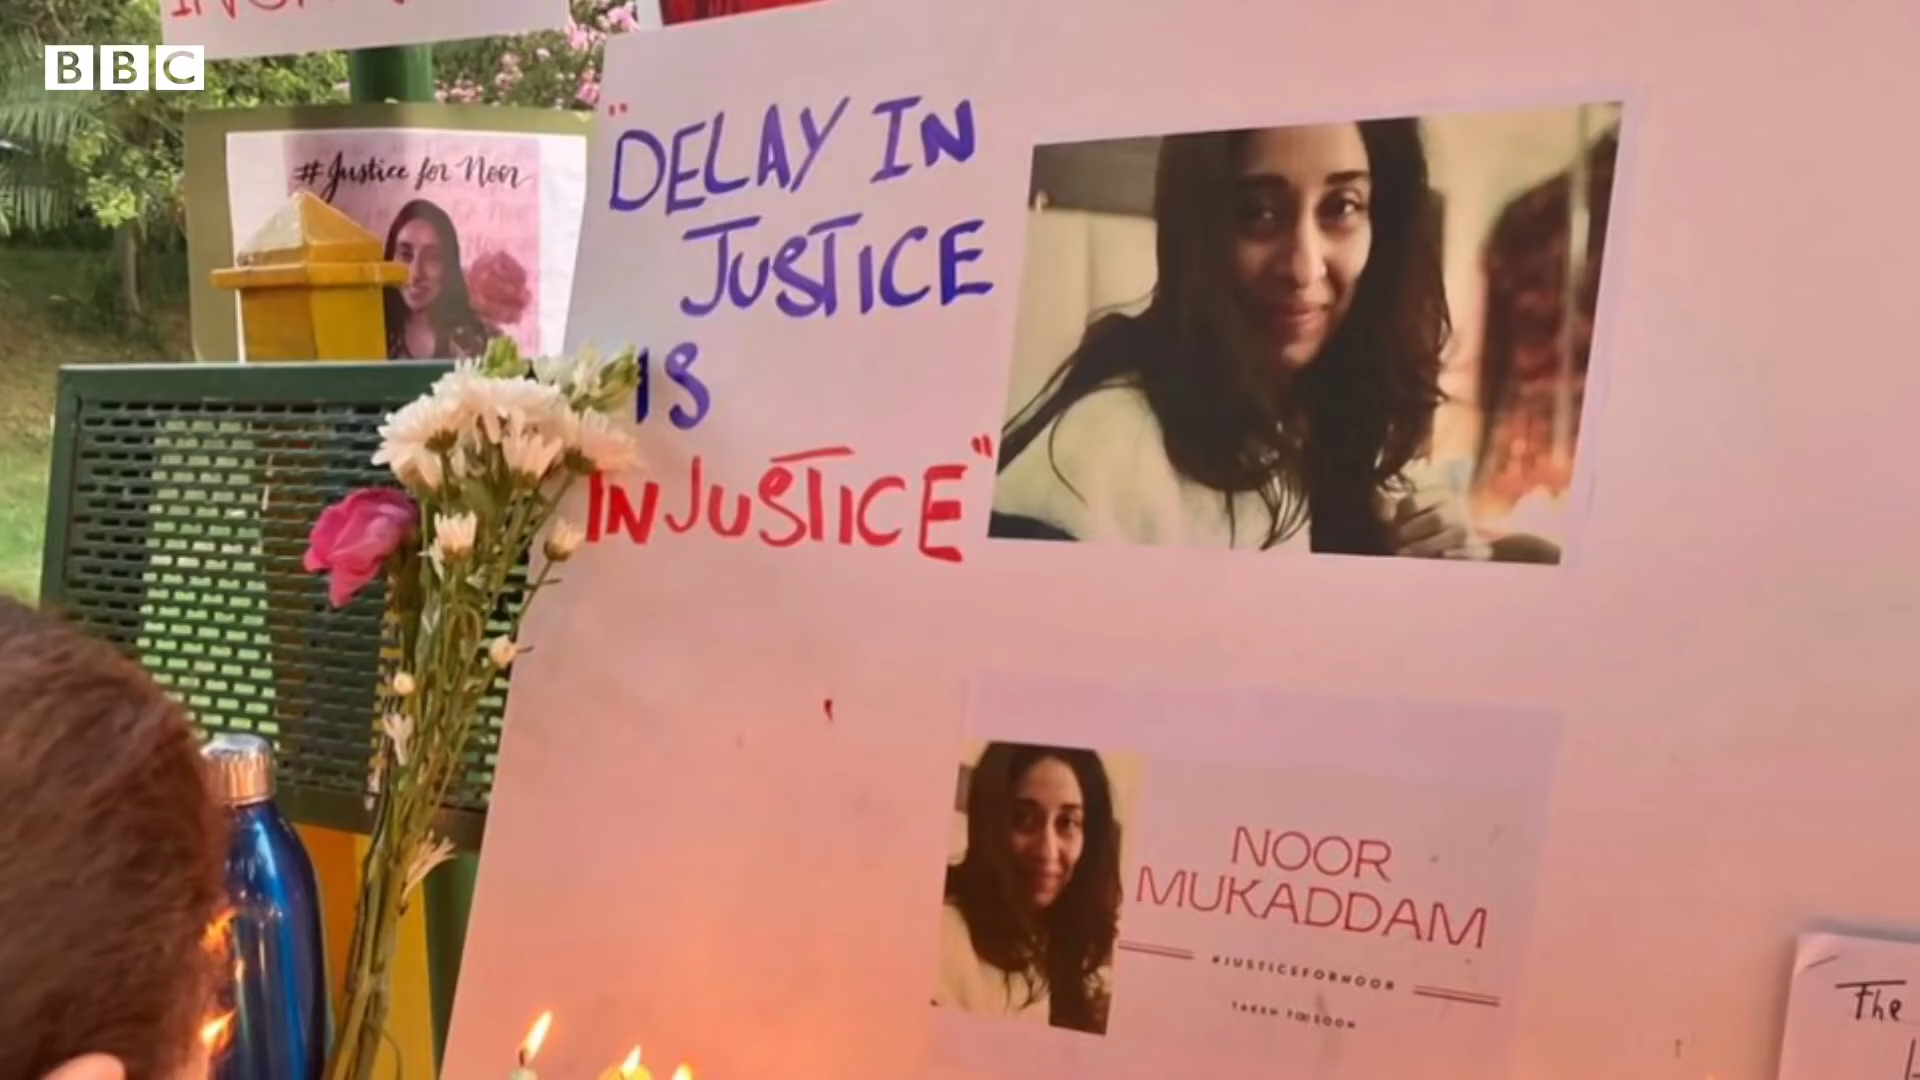 BBC
#Justice for Noor
"DELAY IN
JUSTICE
IS
INJUSTICE"
NOOR
MUKADDAM
#JUSTICEFORNOOR
The